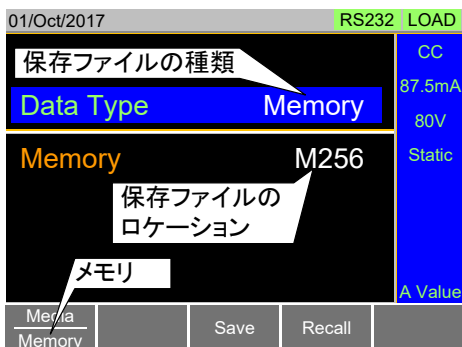 01/Oct/2017 RS232 LOAD
保存ファイルの種類
Data Type Memory
Memory M256
保存ファイルの
ロケーション
メモリ
CC
87.5mA
80V
Static
A Value
Media
Memory
Save
Recall